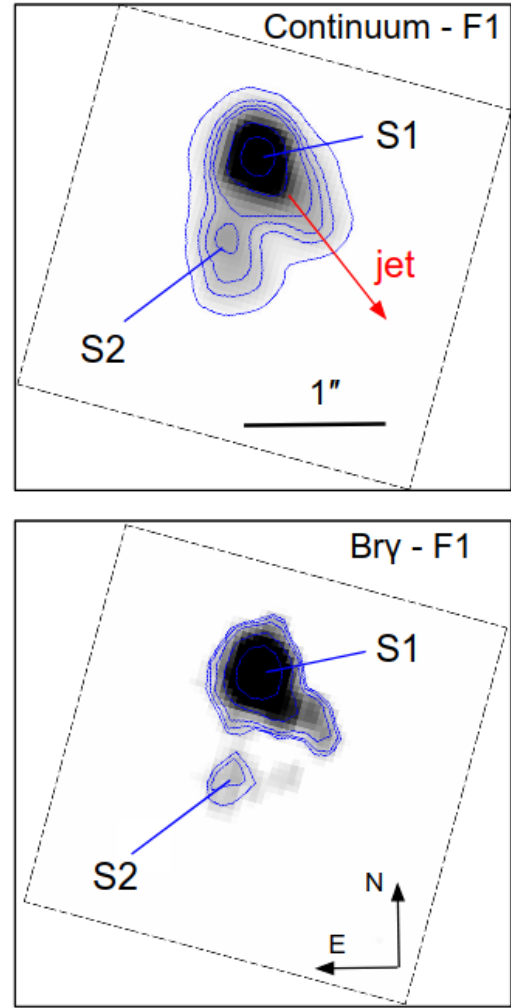 Continuum - F1
S1
jet
S2
1″
Brγ - F1
S1
S2
N
E